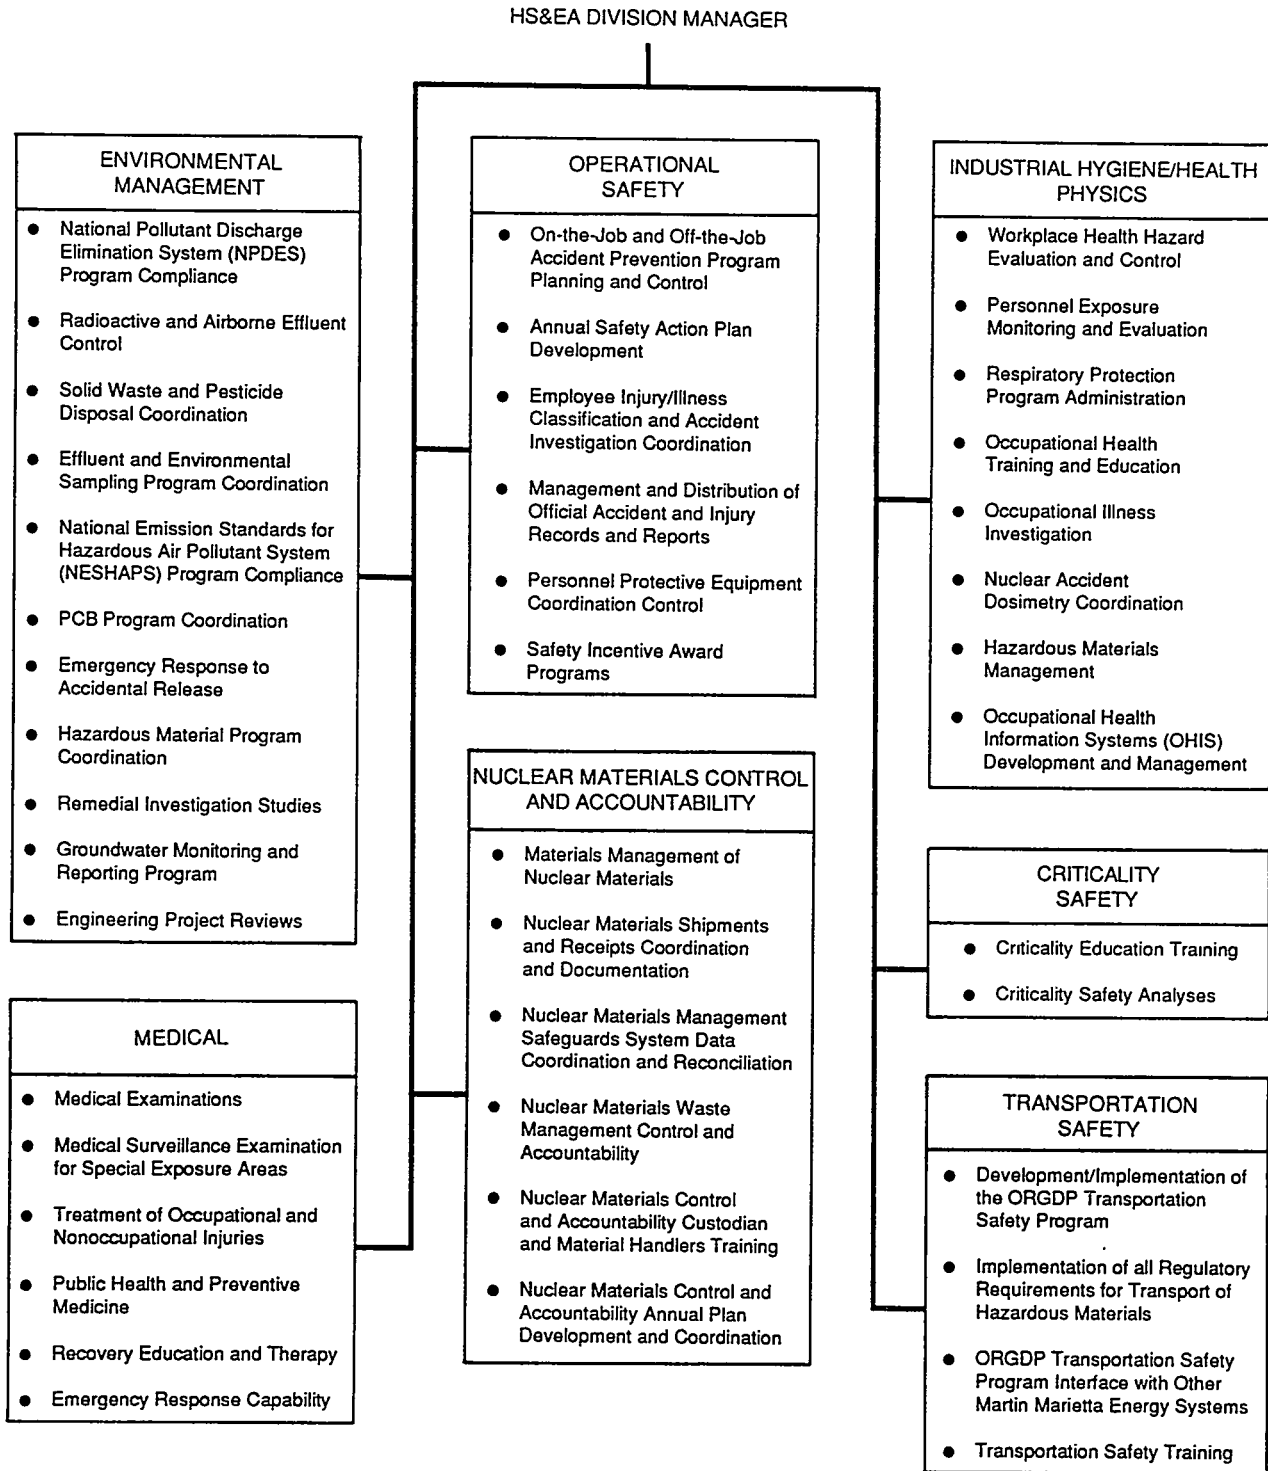 HS&EA DIVISION MANAGER
ENVIRONMENTAL
MANAGEMENT
● National Pollutant Discharge
Elimination System (NPDES)
Program Compliance
● Radioactive and Airborne Effluent
Control
● Solid Waste and Pesticide
Disposal Coordination
● Effluent and Environmental
Sampling Program Coordination
● National Emission Standards for
Hazardous Air Pollutant System
(NESHAPS) Program Compliance
● PCB Program Coordination
● Emergency Response to
Accidental Release
● Hazardous Material Program
Coordination
● Remedial Investigation Studies
● Groundwater Monitoring and
Reporting Program
● Engineering Project Reviews
MEDICAL
● Medical Examinations
● Medical Surveillance Examination
for Special Exposure Areas
● Treatment of Occupational and
Nonoccupational Injuries
● Public Health and Preventive
Medicine
● Recovery Education and Therapy
● Emergency Response Capability
OPERATIONAL
SAFETY
● On-the-Job and Off-the-Job
Accident Prevention Program
Planning and Control
● Annual Safety Action Plan
Development
● Employee Injury/Illness
Classification and Accident
Investigation Coordination
● Management and Distribution of
Official Accident and Injury
Records and Reports
● Personnel Protective Equipment
Coordination Control
● Safety Incentive Award
Programs
NUCLEAR MATERIALS CONTROL
AND ACCOUNTABILITY
● Materials Management of
Nuclear Materials
● Nuclear Materials Shipments
and Receipts Coordination
and Documentation
● Nuclear Materials Management
Safeguards System Data
Coordination and Reconciliation
● Nuclear Materials Waste
Management Control and
Accountability
● Nuclear Materials Control
and Accountability Custodian
and Material Handlers Training
● Nuclear Materials Control and
Accountability Annual Plan
Development and Coordination
INDUSTRIAL HYGIENE/HEALTH
PHYSICS
● Workplace Health Hazard
Evaluation and Control
● Personnel Exposure
Monitoring and Evaluation
● Respiratory Protection
Program Administration
● Occupational Health
Training and Education
● Occupational Illness
Investigation
● Nuclear Accident
Dosimetry Coordination
● Hazardous Materials
Management
● Occupational Health
Information Systems (OHIS)
Development and Management
CRITICALITY
SAFETY
● Criticality Education Training
● Criticality Safety Analyses
TRANSPORTATION
SAFETY
● Development/Implementation of
the ORGDP Transportation
Safety Program
● Implementation of all Regulatory
Requirements for Transport of
Hazardous Materials
● ORGDP Transportation Safety
Program Interface with Other
Martin Marietta Energy Systems
● Transportation Safety Training